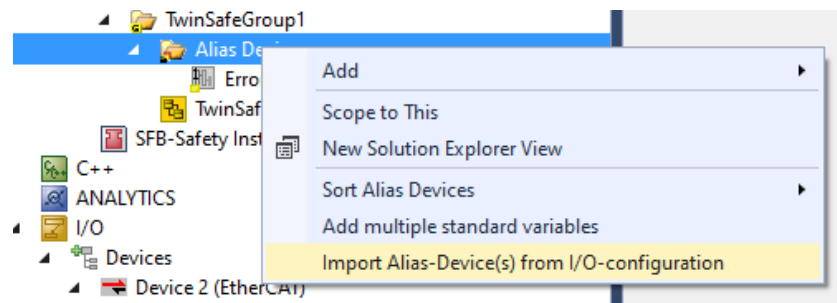 TwinSafeGroup1
Alias De
Add
Erro
Scope to This
TwinSaf
New Solution Explorer View
SFB-Safety Inst
C++
Sort Alias Devices
ANALYTICS
Add multiple standard variables
I/O
Import Alias-Device(s) from I/O-configuration
Devices
Device 2 (EtherCAT)